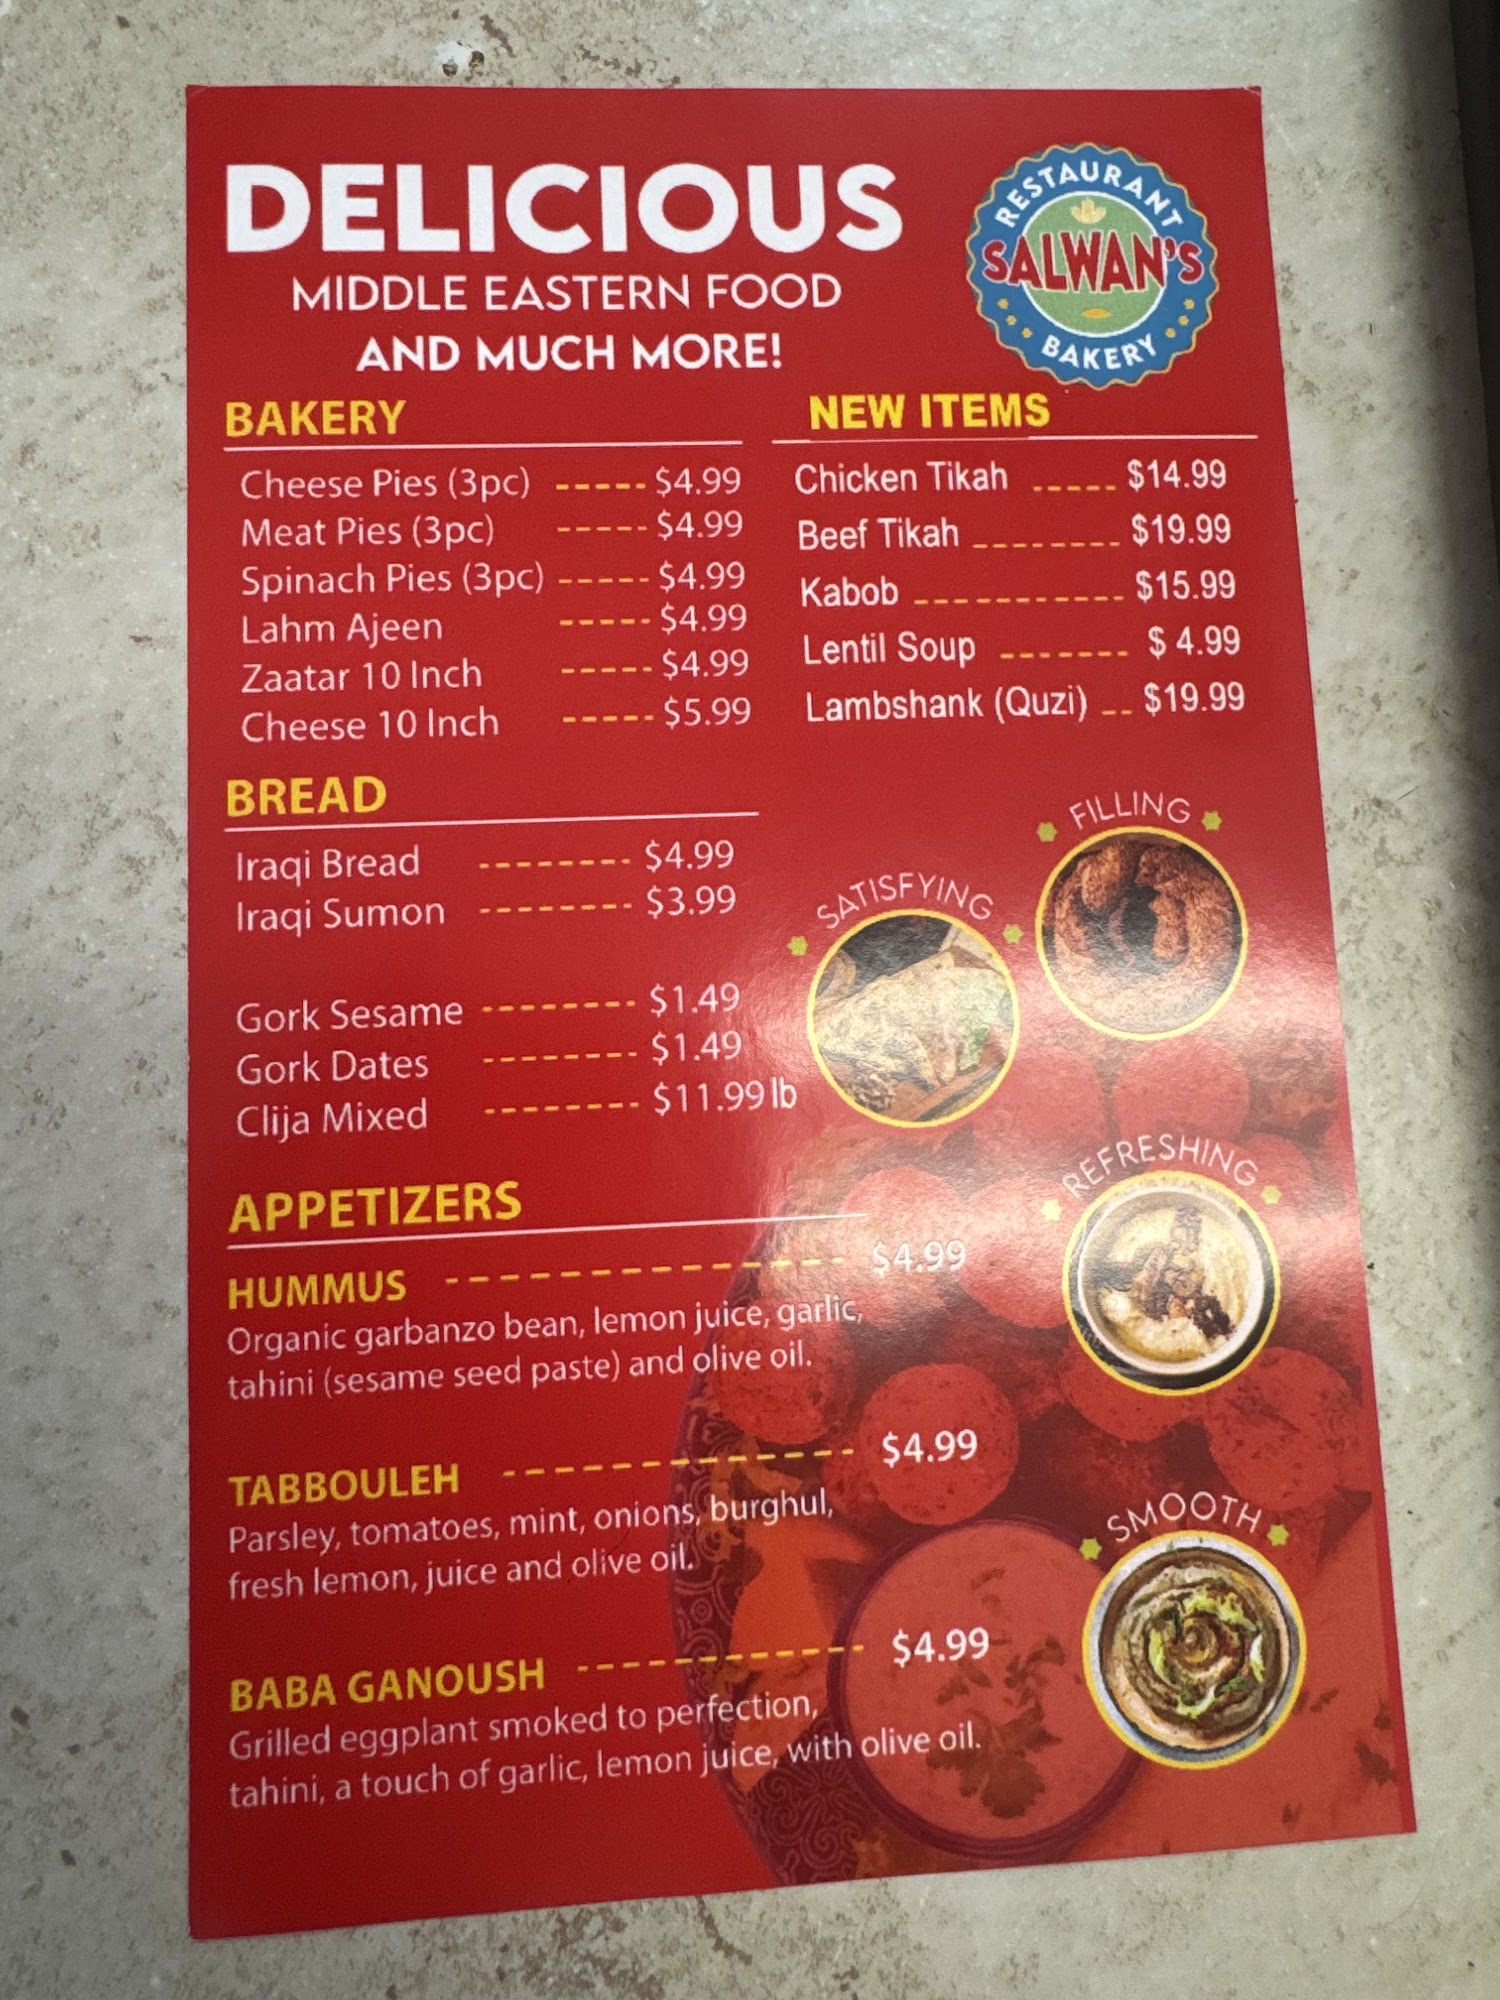 DELICIOUS
MIDDLE EASTERN FOOD
AND MUCH MORE!
RESTAURANT
SALWAN'S
BAKERY
BAKERY
Cheese Pies (3pc) ----- $4.99
Meat Pies (3pc) ----- $4.99
Spinach Pies (3pc) ----- $4.99
Lahm Ajeen ----- $4.99
Zaatar 10 Inch ----- $4.99
Cheese 10 Inch ----- $5.99
NEW ITEMS
Chicken Tikah _____ $14.99
Beef Tikah ________ $19.99
Kabob ___________ $15.99
Lentil Soup _______ $ 4.99
Lambshank (Quzi) __ $19.99
BREAD
Iraqi Bread -------- $4.99
Iraqi Sumon -------- $3.99
Gork Sesame -------- $1.49
Gork Dates -------- $1.49
Clija Mixed -------- $11.99 lb
FILLING
SATISFYING
REFRESHING
SMOOTH
APPETIZERS
HUMMUS --------------- $4.99
Organic garbanzo bean, lemon juice, garlic,
tahini (sesame seed paste) and olive oil.
TABBOULEH ------------- $4.99
Parsley, tomatoes, mint, onions, burghul,
fresh lemon, juice and olive oil.
BABA GANOUSH ----------- $4.99
Grilled eggplant smoked to perfection,
tahini, a touch of garlic, lemon juice, with olive oil.